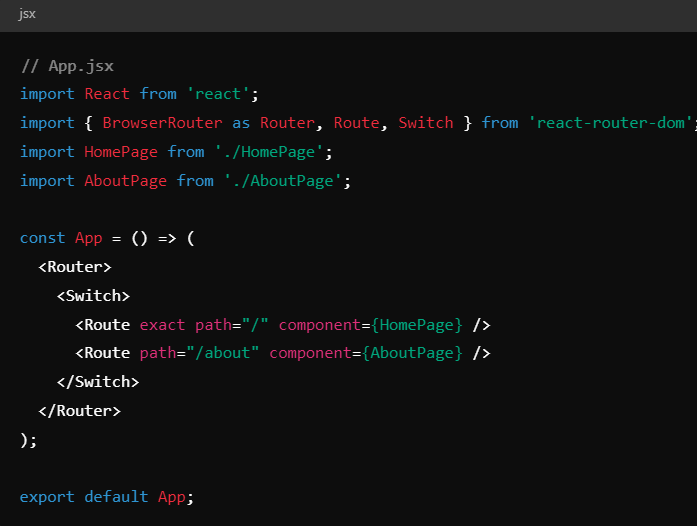 jsx
// App.jsx
import React from 'react';
import { BrowserRouter as Router, Route, Switch } from 'react-router-dom';
import HomePage from './HomePage';
import AboutPage from './AboutPage';
const App = () => (
<Router>
<Switch>
<Route exact path="/" component={HomePage} />
<Route path="/about" component={AboutPage} />
</Switch>
</Router>
);
export default App;